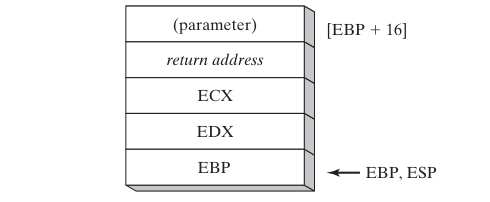 (parameter) [EBP + 16]
return address
ECX
EDX
EBP EBP, ESP